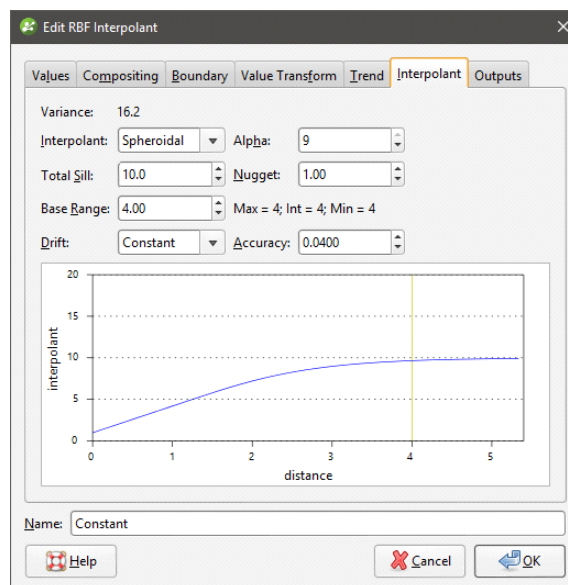 Edit RBF Interpolant
Values Compositing Boundary Value Transform Trend Interpolant Outputs
Variance: 16.2
Interpolant: Spheroidal Alpha: 9
Total Sill: 10.0 Nugget: 1.00
Base Range: 4.00 Max = 4; Int = 4; Min = 4
Drift: Constant Accuracy: 0.0400
20
15
interpolant
10
5
0
0 1 2 3 4 5
distance
Name: Constant
Help Cancel OK